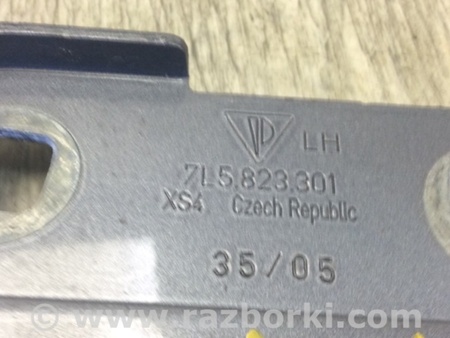 LH
7L5.823.301
XS4 Czech Republic
35/05
www.razborki.com